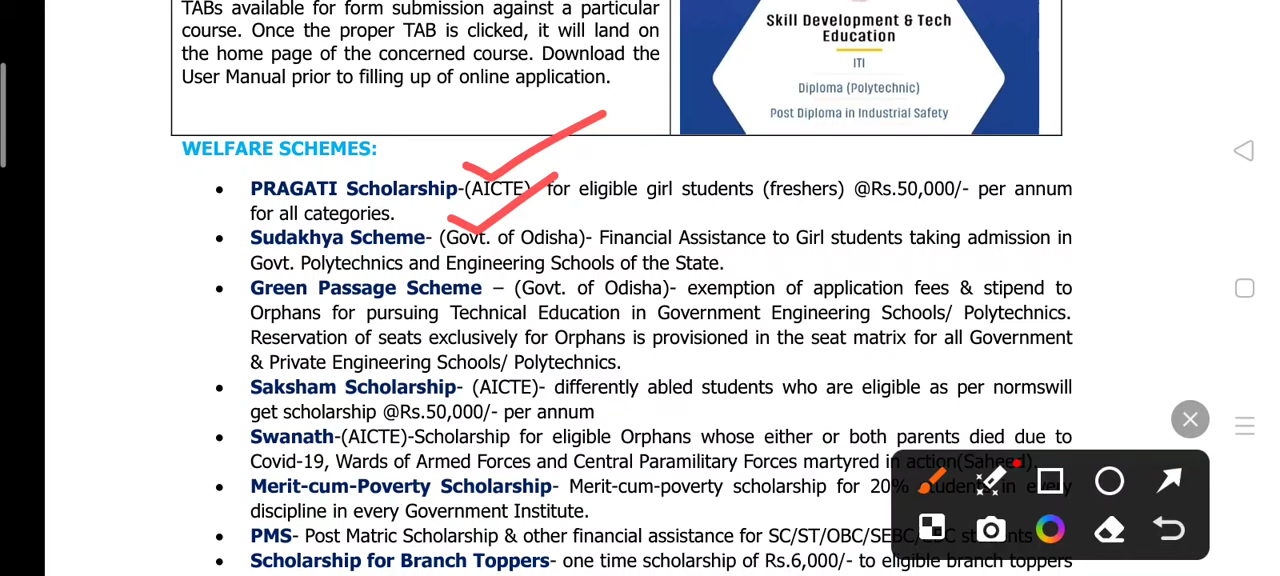 TABs available for form submission against a particular
course. Once the proper TAB is clicked, it will land on
the home page of the concerned course. Download the
User Manual prior to filling up of online application.
Skill Development & Tech
Education
ITI
Diploma (Polytechnic)
Post Diploma in Industrial Safety
WELFARE SCHEMES:
• PRAGATI Scholarship-(AICTE) for eligible girl students (freshers) @Rs.50,000/- per annum
for all categories.
• Sudakhya Scheme- (Govt. of Odisha)- Financial Assistance to Girl students taking admission in
Govt. Polytechnics and Engineering Schools of the State.
• Green Passage Scheme – (Govt. of Odisha)- exemption of application fees & stipend to
Orphans for pursuing Technical Education in Government Engineering Schools/ Polytechnics.
Reservation of seats exclusively for Orphans is provisioned in the seat matrix for all Government
& Private Engineering Schools/ Polytechnics.
• Saksham Scholarship- (AICTE)- differently abled students who are eligible as per normswill
get scholarship @Rs.50,000/- per annum
• Swanath-(AICTE)-Scholarship for eligible Orphans whose either or both parents died due to
Covid-19, Wards of Armed Forces and Central Paramilitary Forces martyred in action(Saheed).
• Merit-cum-Poverty Scholarship- Merit-cum-poverty scholarship for 20% students in every
discipline in every Government Institute.
• PMS- Post Matric Scholarship & other financial assistance for SC/ST/OBC/SEBC/EBC students
• Scholarship for Branch Toppers- one time scholarship of Rs.6,000/- to eligible branch toppers